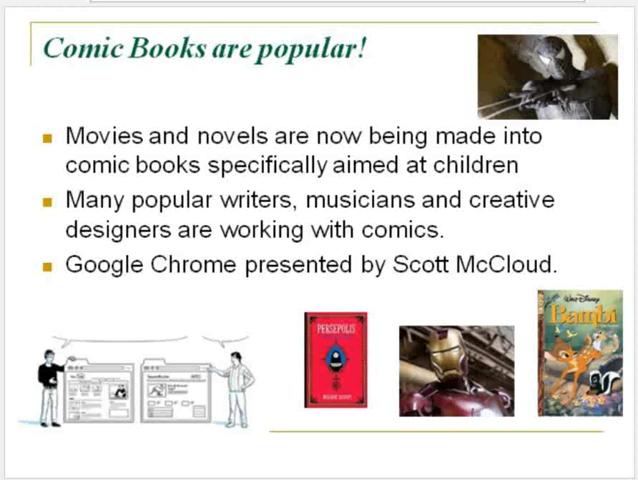 Comic Books are popular!
Movies and novels are now being made into
comic books specifically aimed at children
Many popular writers, musicians and creative
designers are working with comics.
Google Chrome presented by Scott McCloud.
PERSEPOLIS
Walt Disney
Bambi